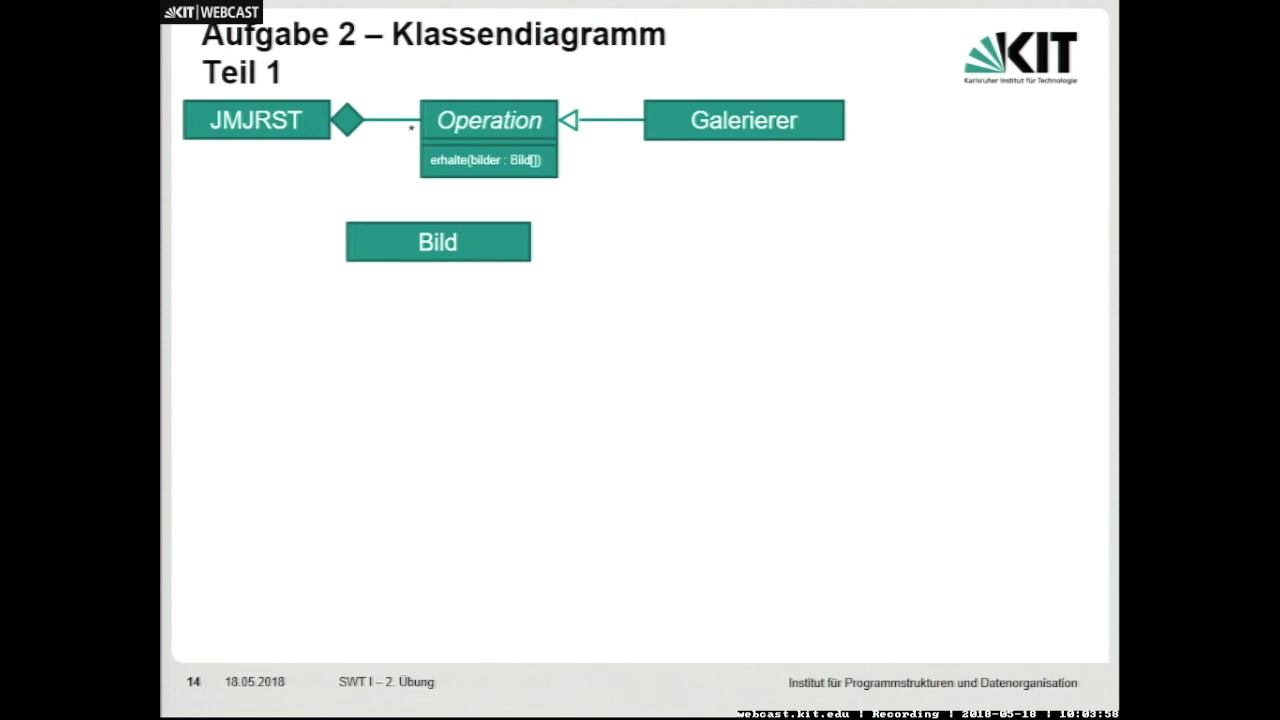 KIT WEBCAST
Aufgabe 2 – Klassendiagramm
Teil 1
KIT
Karlsruher Institut für Technologie
JMJRST
*
Operation
Galerierer
erhalte(bilder : Bild[])
Bild
14 18.05.2018 SWT I – 2. Übung Institut für Programmstrukturen und Datenorganisation
webcast.kit.edu | Recording | 2018-05-18 | 10:03:58